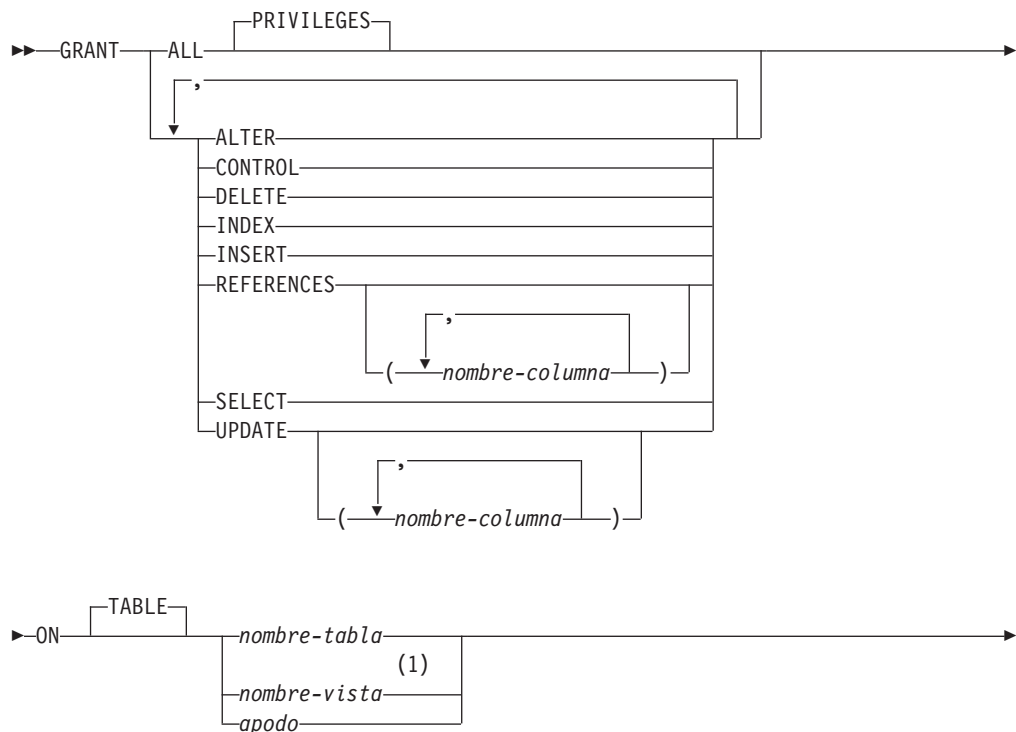 PRIVILEGES
GRANT ALL
,
ALTER
CONTROL
DELETE
INDEX
INSERT
REFERENCES
,
( nombre-columna )
SELECT
UPDATE
,
( nombre-columna )
TABLE
ON nombre-tabla
(1)
nombre-vista
apodo